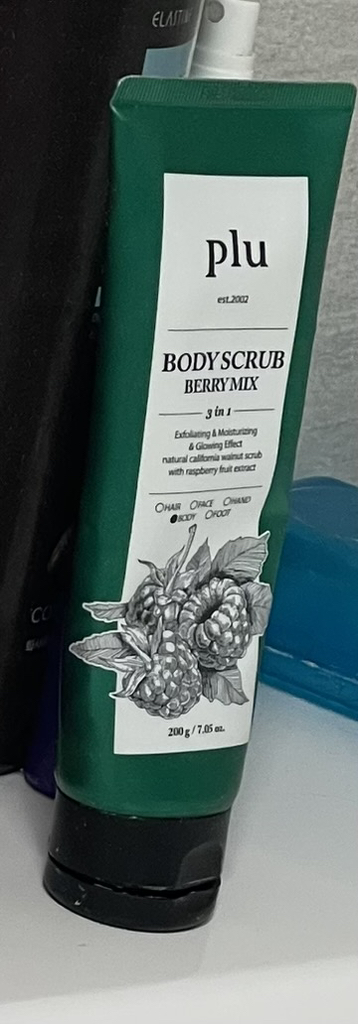 plu
est.2002
BODY SCRUB
BERRY MIX
3 in 1
Exfoliating & Moisturizing
& Glowing Effect
natural california walnut scrub
with raspberry fruit extract
HAIR FACE HAND
BODY FOOT
200 g / 7.05 oz.